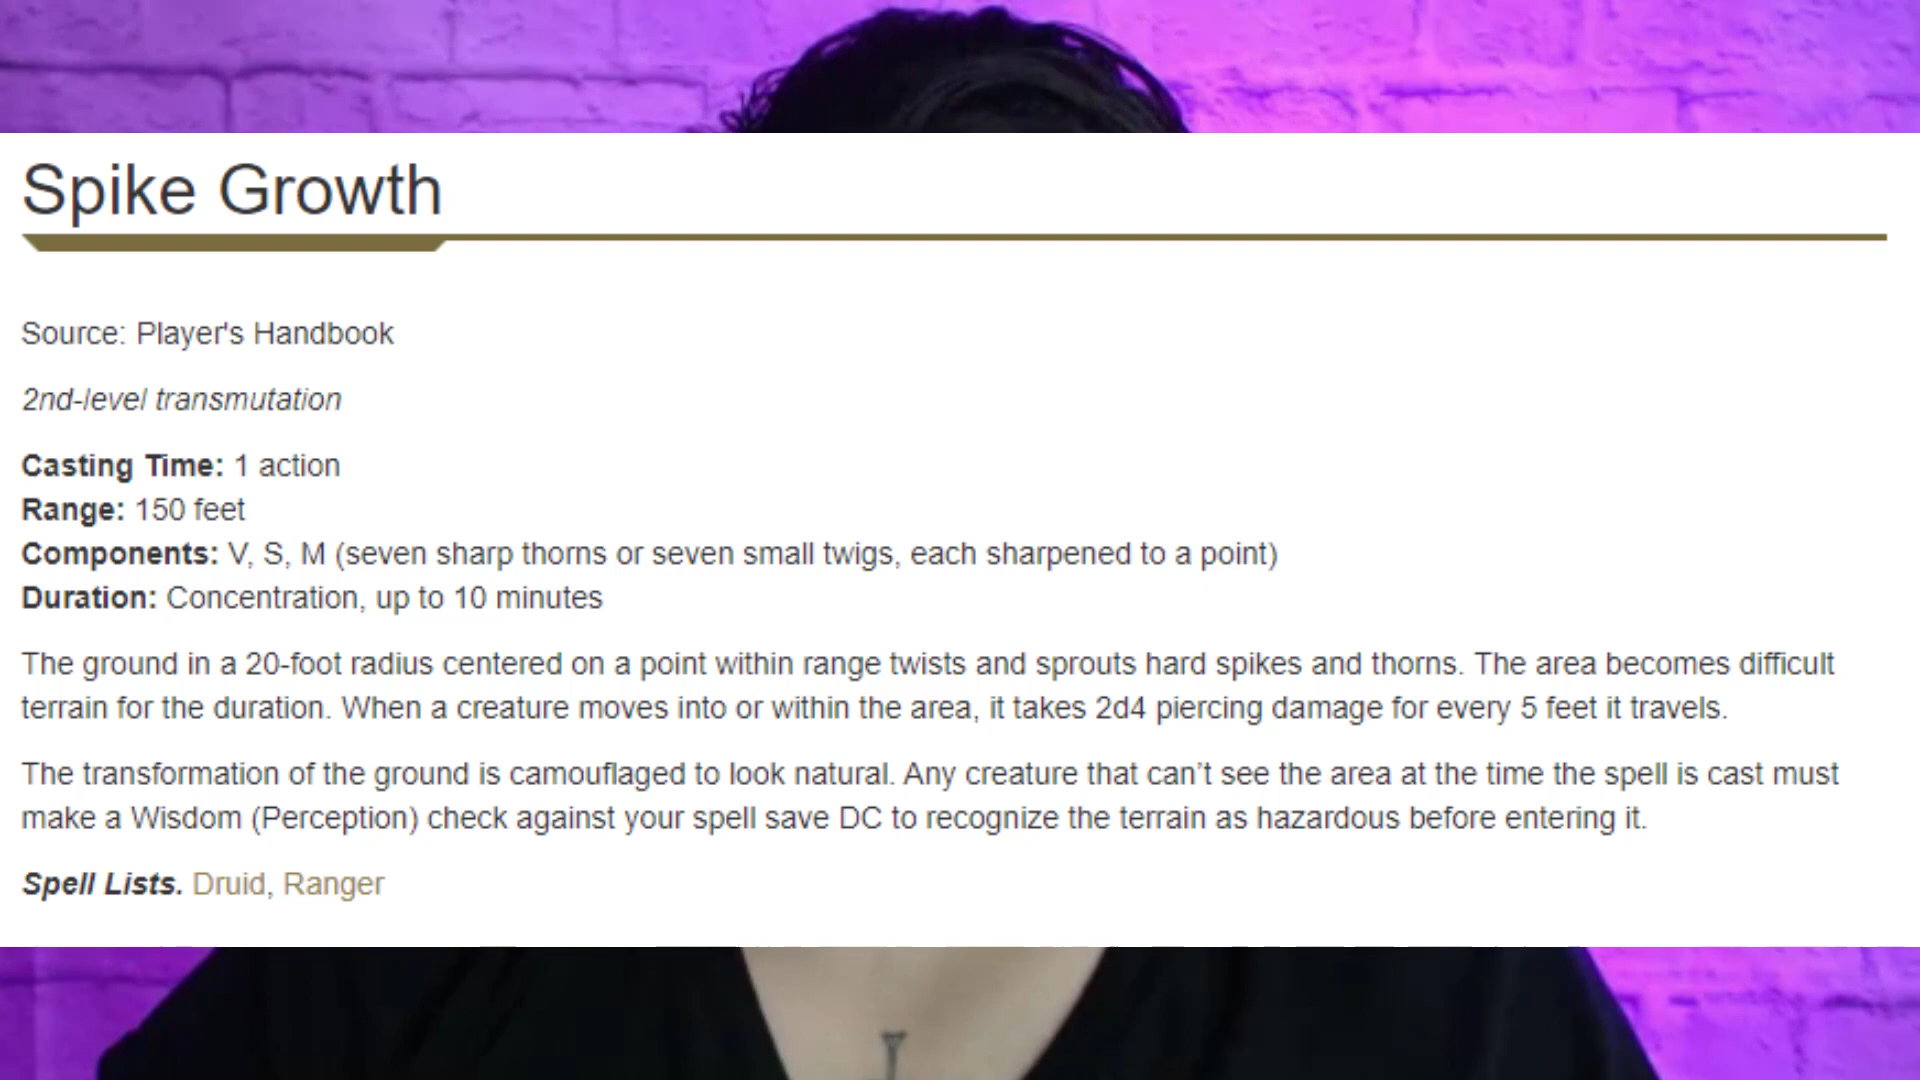 Spike Growth
Source: Player's Handbook
2nd-level transmutation
Casting Time: 1 action
Range: 150 feet
Components: V, S, M (seven sharp thorns or seven small twigs, each sharpened to a point)
Duration: Concentration, up to 10 minutes
The ground in a 20-foot radius centered on a point within range twists and sprouts hard spikes and thorns. The area becomes difficult
terrain for the duration. When a creature moves into or within the area, it takes 2d4 piercing damage for every 5 feet it travels.
The transformation of the ground is camouflaged to look natural. Any creature that can’t see the area at the time the spell is cast must
make a Wisdom (Perception) check against your spell save DC to recognize the terrain as hazardous before entering it.
Spell Lists. Druid, Ranger